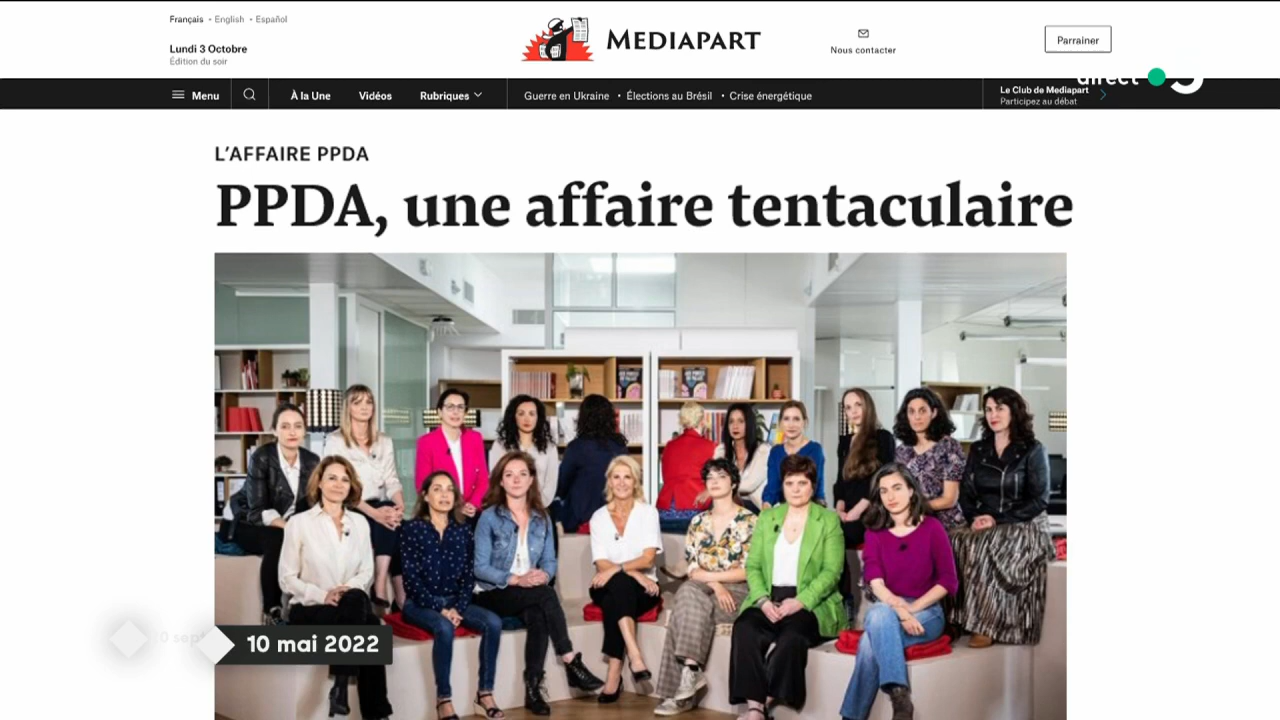 Français • English • Español
Lundi 3 Octobre
Édition du soir
MEDIAPART
Nous contacter
Parrainer
direct 5
Menu
À la Une
Vidéos
Rubriques
Guerre en Ukraine • Élections au Brésil • Crise énergétique
Le Club de Mediapart
Participez au débat
L'AFFAIRE PPDA
PPDA, une affaire tentaculaire
10 mai 2022